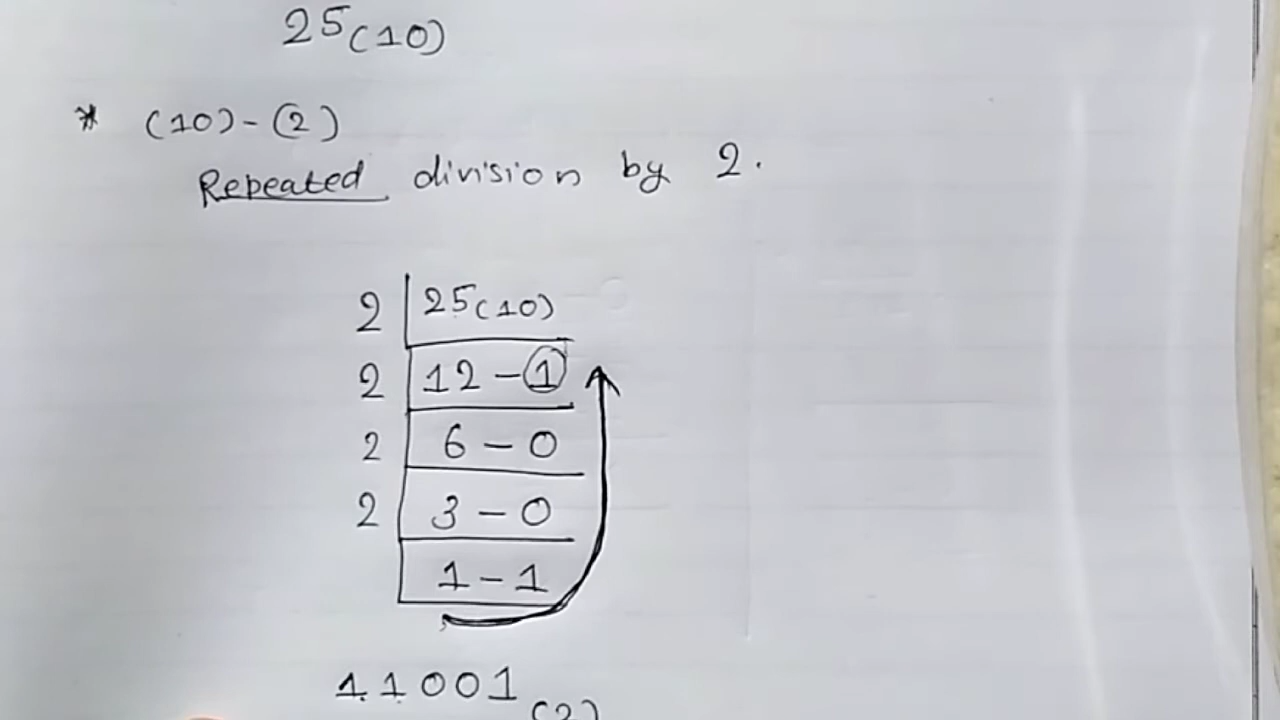 25(10)
* (10) - (2)
Repeated division by 2.
2 25(10)
2 12 - 1
2 6 - 0
2 3 - 0
1 - 1
11001(2)